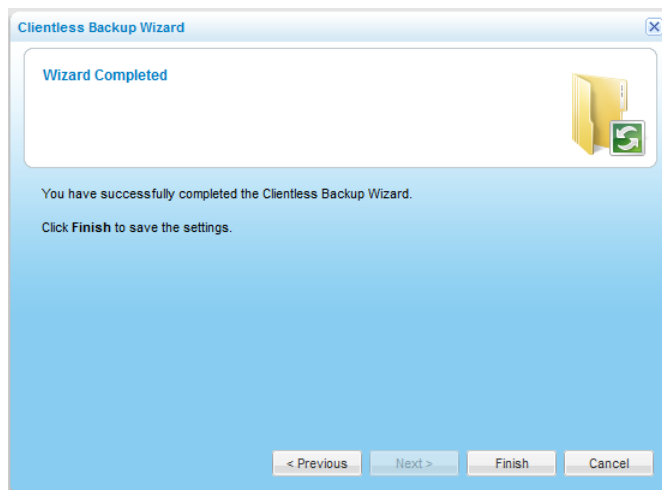 Clientless Backup Wizard
Wizard Completed
You have successfully completed the Clientless Backup Wizard.
Click Finish to save the settings.
< Previous Next > Finish Cancel